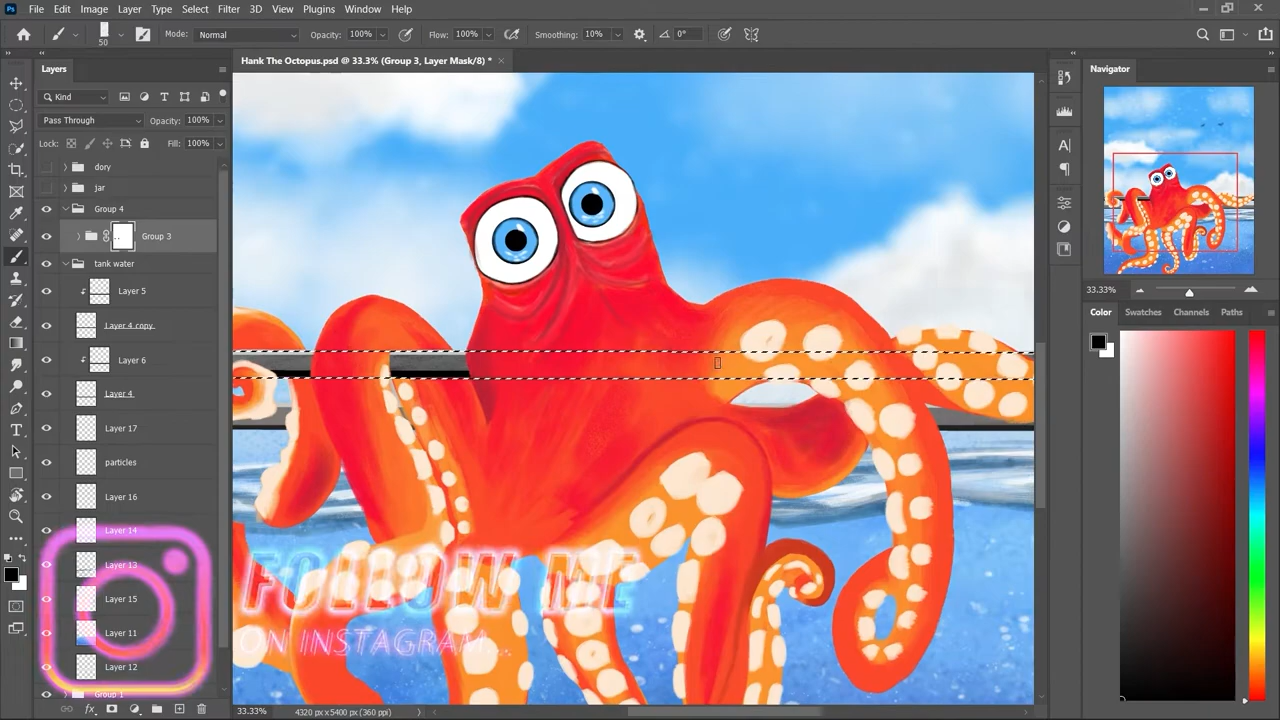 Ps File Edit Image Layer Type Select Filter 3D View Plugins Window Help
50 Mode: Normal Opacity: 100% Flow: 100% Smoothing: 10% 0°
Layers
Hank The Octopus.psd @ 33.3% (Group 3, Layer Mask/8) *
Navigator
Kind
Pass Through Opacity: 100%
Lock: Fill: 100%
dory
jar
Group 4
Group 3
tank water
Layer 5
Layer 4 copy
Layer 6
Layer 4
Layer 17
particles
Layer 16
Layer 14
Layer 13
Layer 15
Layer 11
Layer 12
Group 1
33.33%
Color Swatches Channels Paths
FOLLOW ME
ON INSTAGRAM...
33.33% 4320 px x 5400 px (360 ppi)